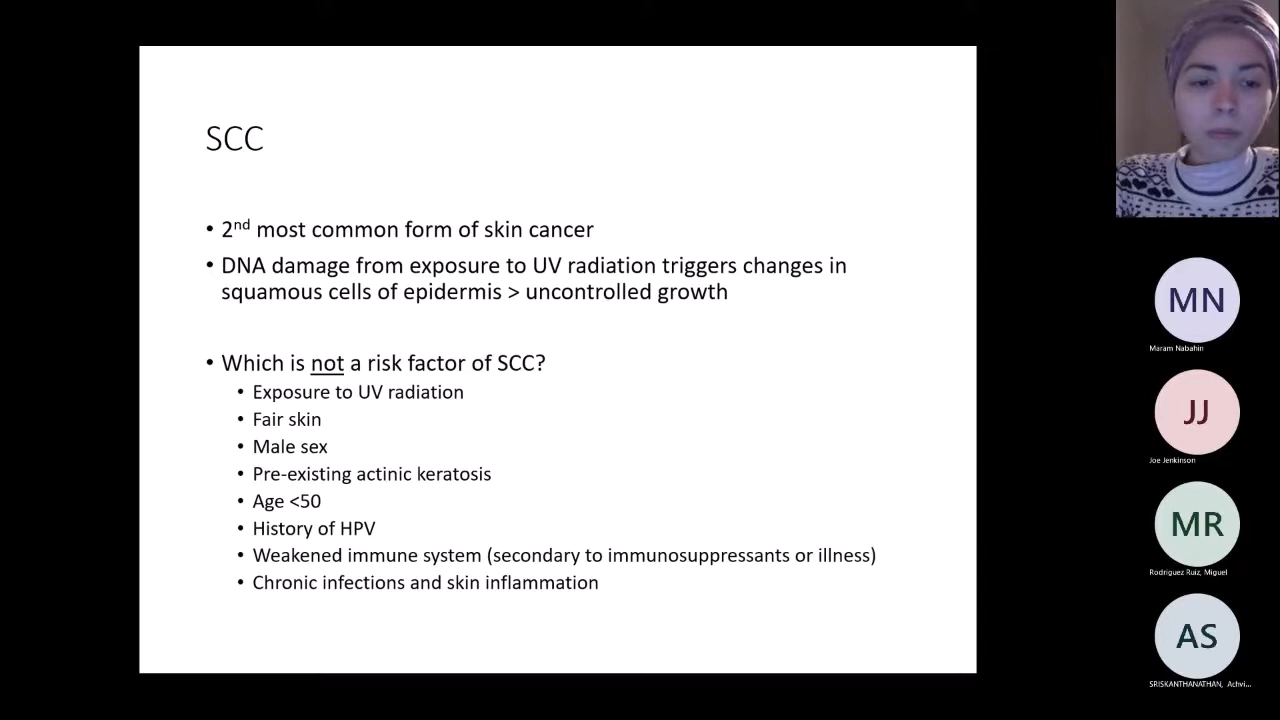 SCC
• 2nd most common form of skin cancer
• DNA damage from exposure to UV radiation triggers changes in
squamous cells of epidermis > uncontrolled growth
• Which is not a risk factor of SCC?
• Exposure to UV radiation
• Fair skin
• Male sex
• Pre-existing actinic keratosis
• Age <50
• History of HPV
• Weakened immune system (secondary to immunosuppressants or illness)
• Chronic infections and skin inflammation
MN
Maram Nabahin
JJ
Joe Jenkinson
MR
Rodriguez Ruiz, Miguel
AS
SRISKANTHANATHAN, Achvi...